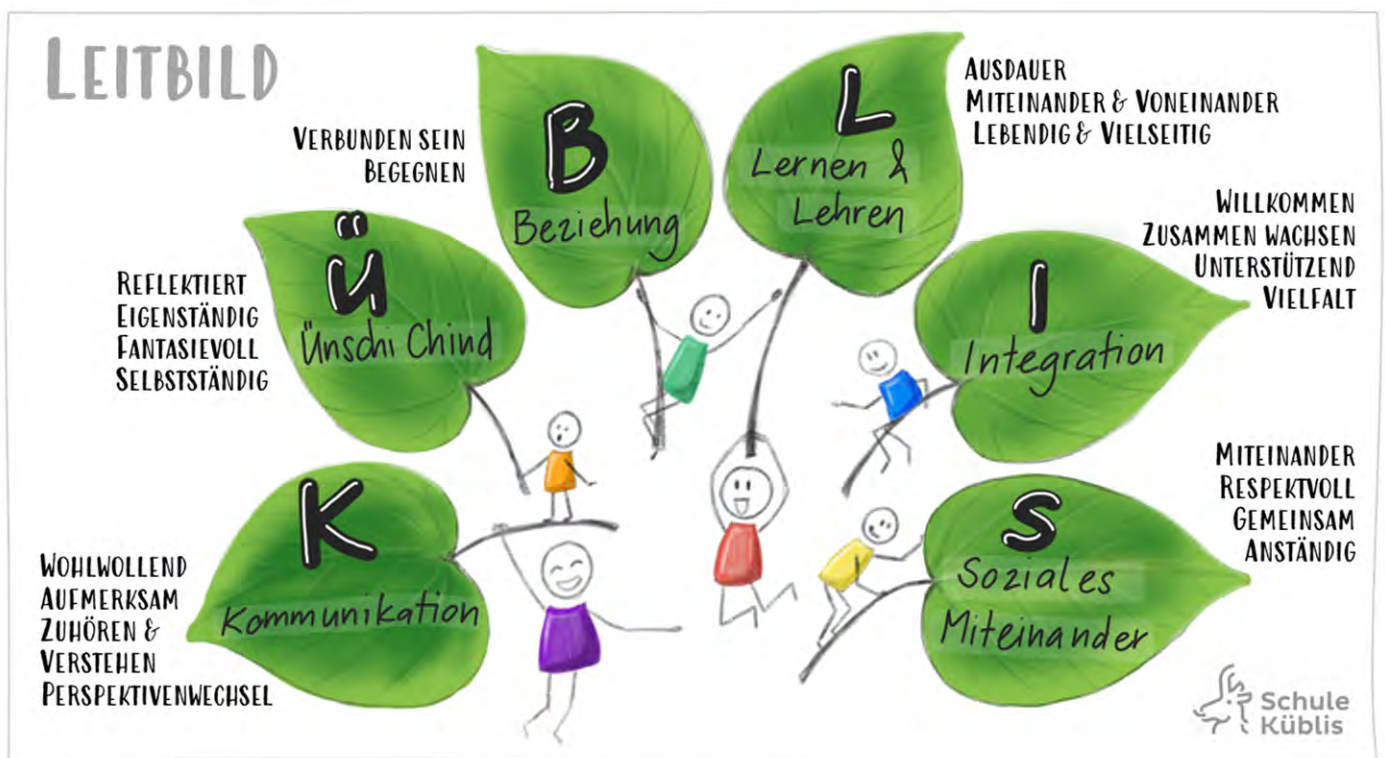 LEITBILD
K
Kommunikation
WOHLWOLLEND
AUFMERKSAM
ZUHÖREN &
VERSTEHEN
PERSPEKTIVENWECHSEL
Ü
Ünschi Chind
REFLEKTIERT
EIGENSTÄNDIG
FANTASIEVOLL
SELBSTSTÄNDIG
B
Beziehung
VERBUNDEN SEIN
BEGEGNEN
L
Lernen &
Lehren
AUSDAUER
MITEINANDER & VONEINANDER
LEBENDIG & VIELSEITIG
I
Integration
WILLKOMMEN
ZUSAMMEN WACHSEN
UNTERSTÜTZEND
VIELFALT
S
Soziales
Miteinander
MITEINANDER
RESPEKTVOLL
GEMEINSAM
ANSTÄNDIG
Schule
Küblis